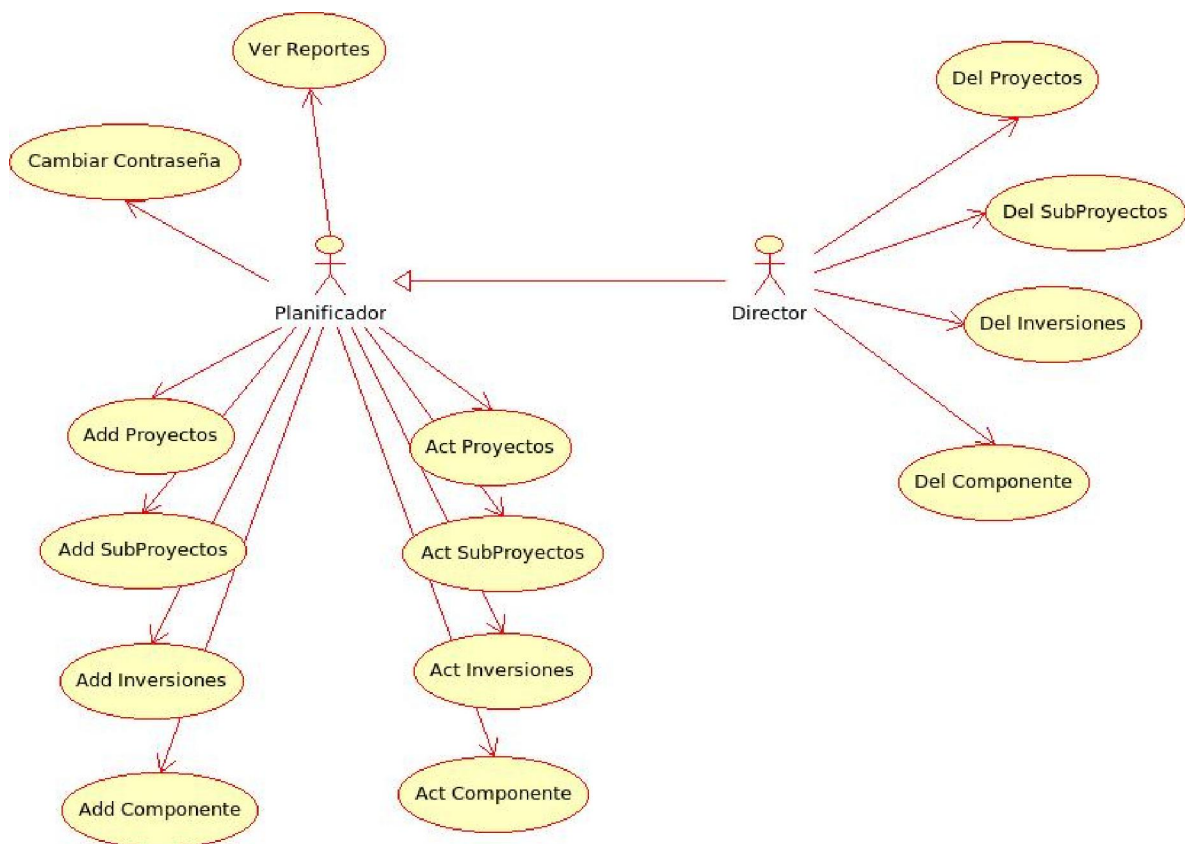 Ver Reportes
Del Proyectos
Cambiar Contraseña
Del SubProyectos
Planificador
Director
Del Inversiones
Add Proyectos
Act Proyectos
Del Componente
Add SubProyectos
Act SubProyectos
Add Inversiones
Act Inversiones
Add Componente
Act Componente